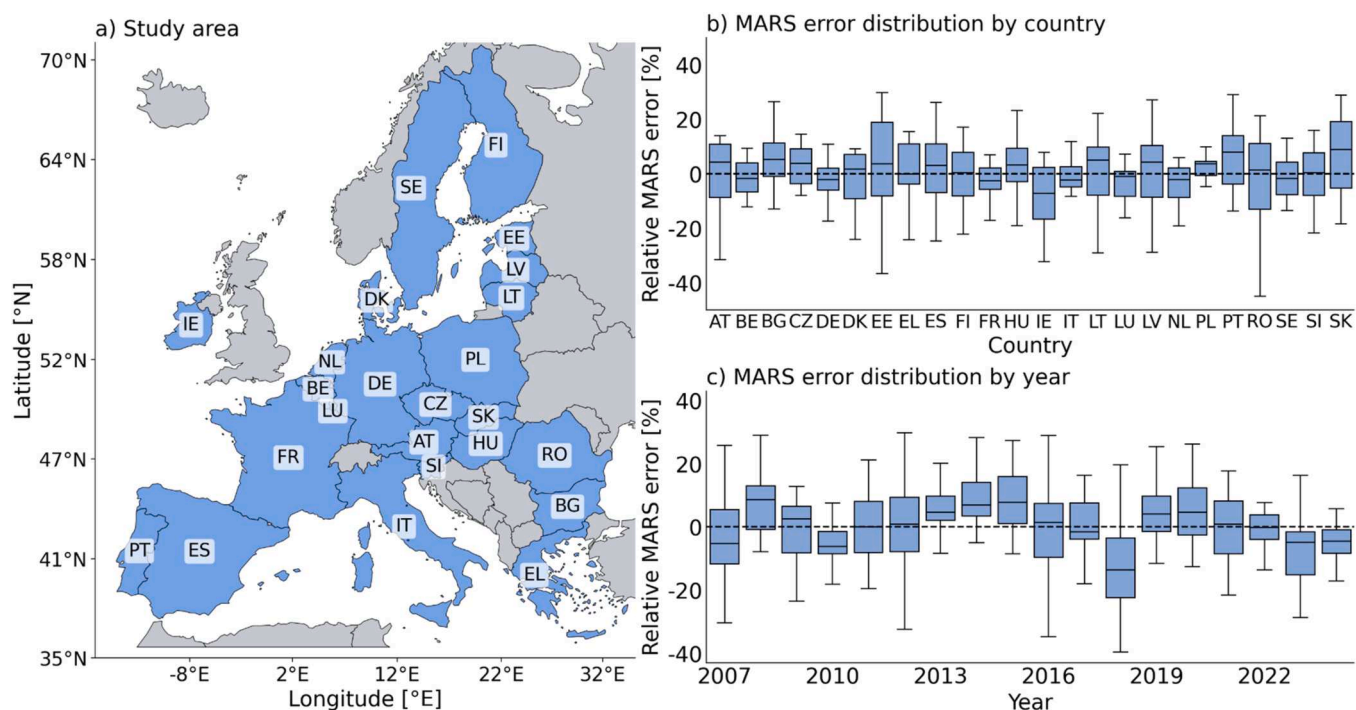 a) Study area
70°N
64°N
58°N
52°N
47°N
41°N
35°N
Latitude [°N]
FI
SE
EE
LV
LT
DK
IE
NL
BE
LU
DE
PL
CZ
SK
AT
HU
SI
FR
RO
BG
IT
PT
ES
EL
-8°E 2°E 12°E 22°E 32°E
Longitude [°E]
b) MARS error distribution by country
Relative MARS error [%]
40
20
0
-20
-40
AT BE BG CZ DE DK EE EL ES FI FR HU IE IT LT LU LV NL PL PT RO SE SI SK
Country
c) MARS error distribution by year
Relative MARS error [%]
40
20
0
-20
-40
2007 2010 2013 2016 2019 2022
Year